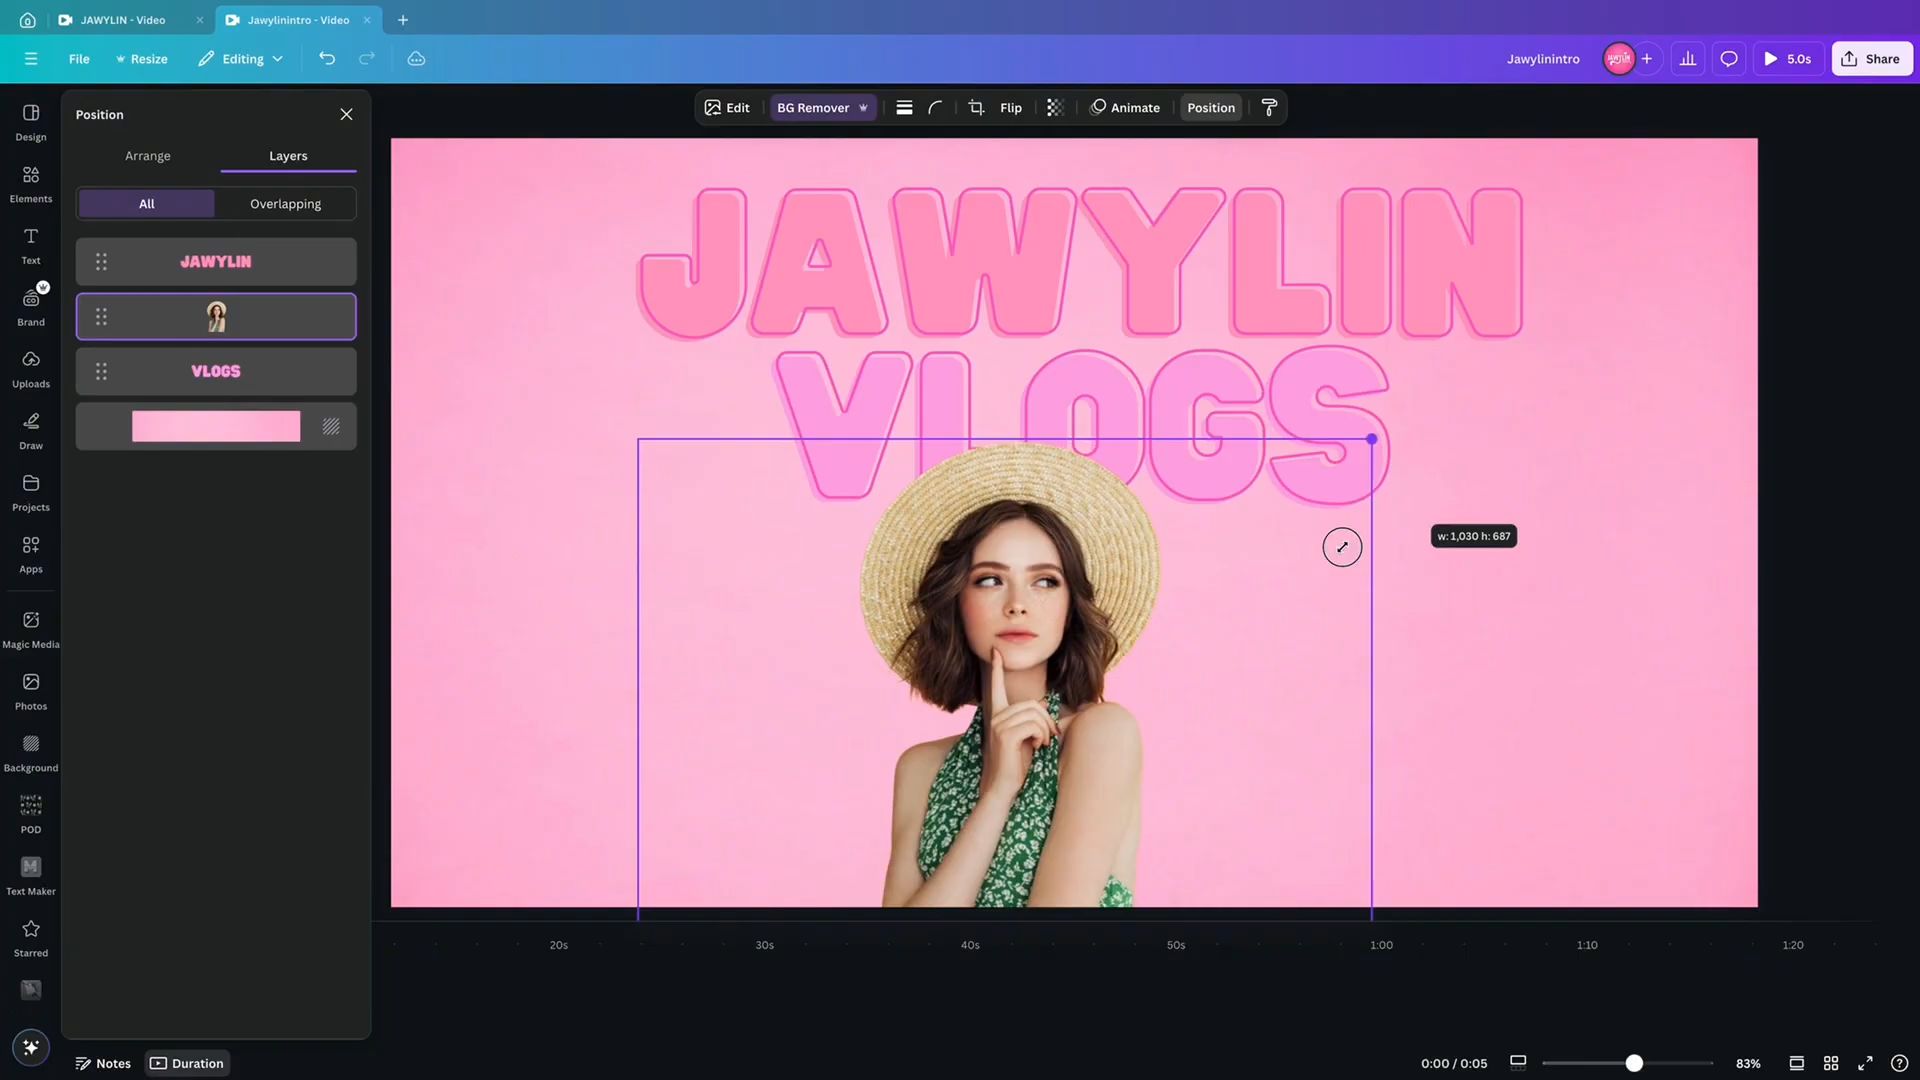 JAWYLIN - Video
Jawylinintro - Video
File
Resize
Editing
Jawylinintro
5.0s
Share
Design
Elements
Text
Brand
Uploads
Draw
Projects
Apps
Magic Media
Photos
Background
POD
Text Maker
Starred
Position
Arrange
Layers
All
Overlapping
JAWYLIN
VLOGS
Edit
BG Remover
Flip
Animate
Position
JAWYLIN
VLOGS
w: 1,030 h: 687
20s
30s
40s
50s
1:00
1:10
1:20
Notes
Duration
0:00 / 0:05
83%